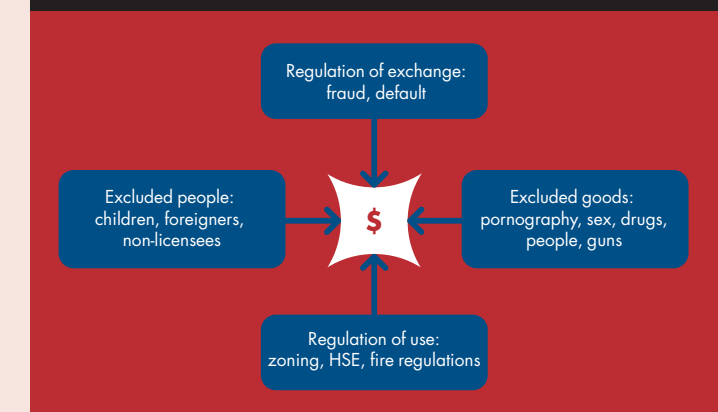 Regulation of exchange:
fraud, default
Excluded people:
children, foreigners,
non-licensees
$
Excluded goods:
pornography, sex, drugs,
people, guns
Regulation of use:
zoning, HSE, fire regulations